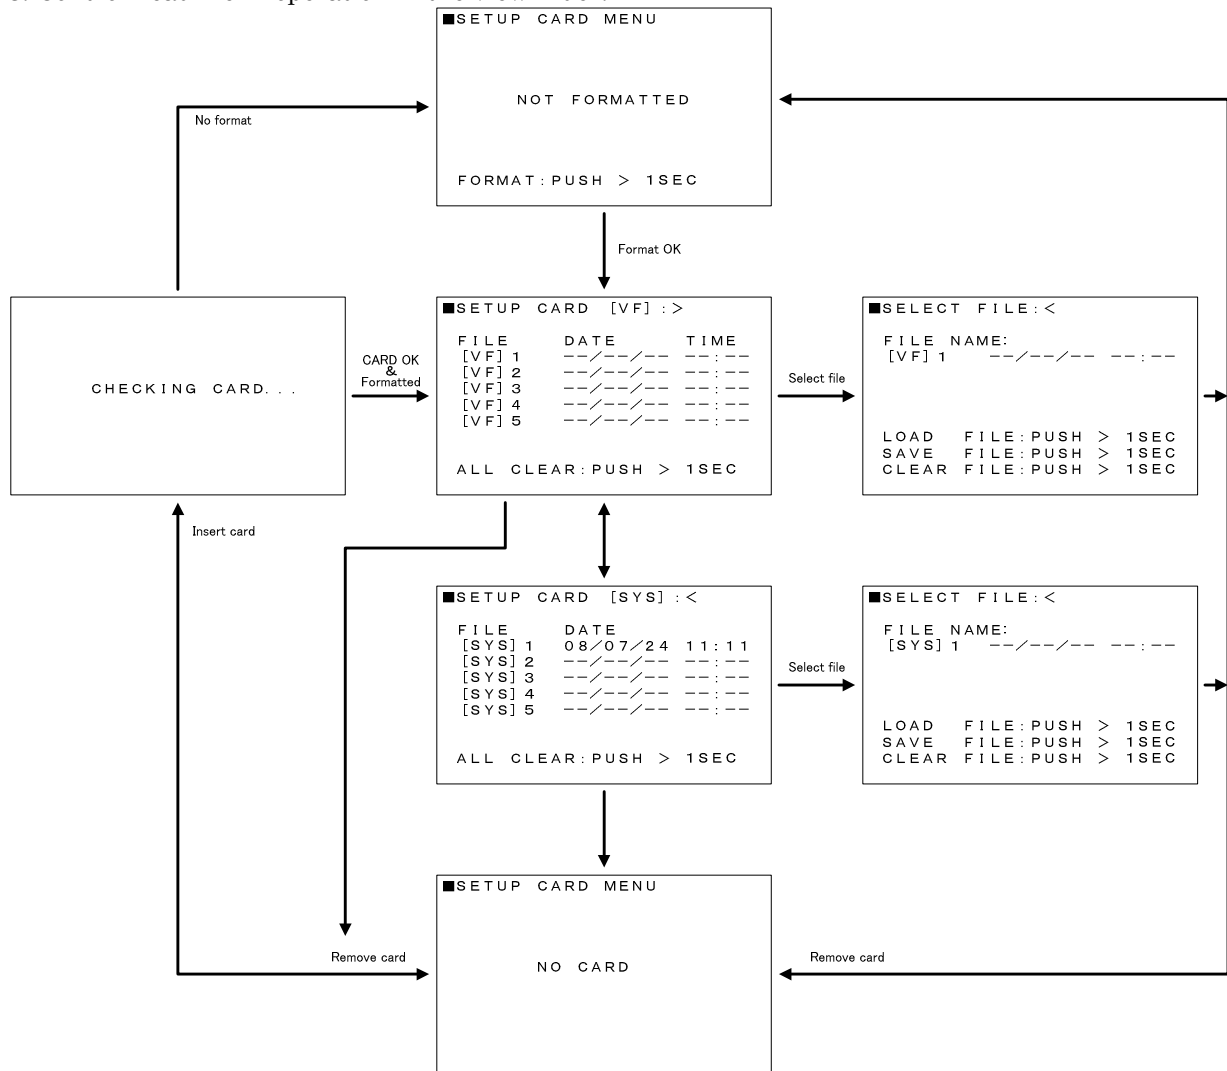 ■SETUP CARD MENU
NOT FORMATTED
FORMAT:PUSH > 1SEC
No format
Format OK
CHECKING CARD...
CARD OK
&
Formatted
■SETUP CARD [VF] :>
FILE DATE TIME
[VF] 1 --/--/-- --:--
[VF] 2 --/--/-- --:--
[VF] 3 --/--/-- --:--
[VF] 4 --/--/-- --:--
[VF] 5 --/--/-- --:--
ALL CLEAR:PUSH > 1SEC
Select file
■SELECT FILE:<
FILE NAME:
[VF] 1 --/--/-- --:--
LOAD FILE:PUSH > 1SEC
SAVE FILE:PUSH > 1SEC
CLEAR FILE:PUSH > 1SEC
Insert card
■SETUP CARD [SYS] :<
FILE DATE
[SYS] 1 08/07/24 11:11
[SYS] 2 --/--/-- --:--
[SYS] 3 --/--/-- --:--
[SYS] 4 --/--/-- --:--
[SYS] 5 --/--/-- --:--
ALL CLEAR:PUSH > 1SEC
Select file
■SELECT FILE:<
FILE NAME:
[SYS] 1 --/--/-- --:--
LOAD FILE:PUSH > 1SEC
SAVE FILE:PUSH > 1SEC
CLEAR FILE:PUSH > 1SEC
■SETUP CARD MENU
NO CARD
Remove card
Remove card